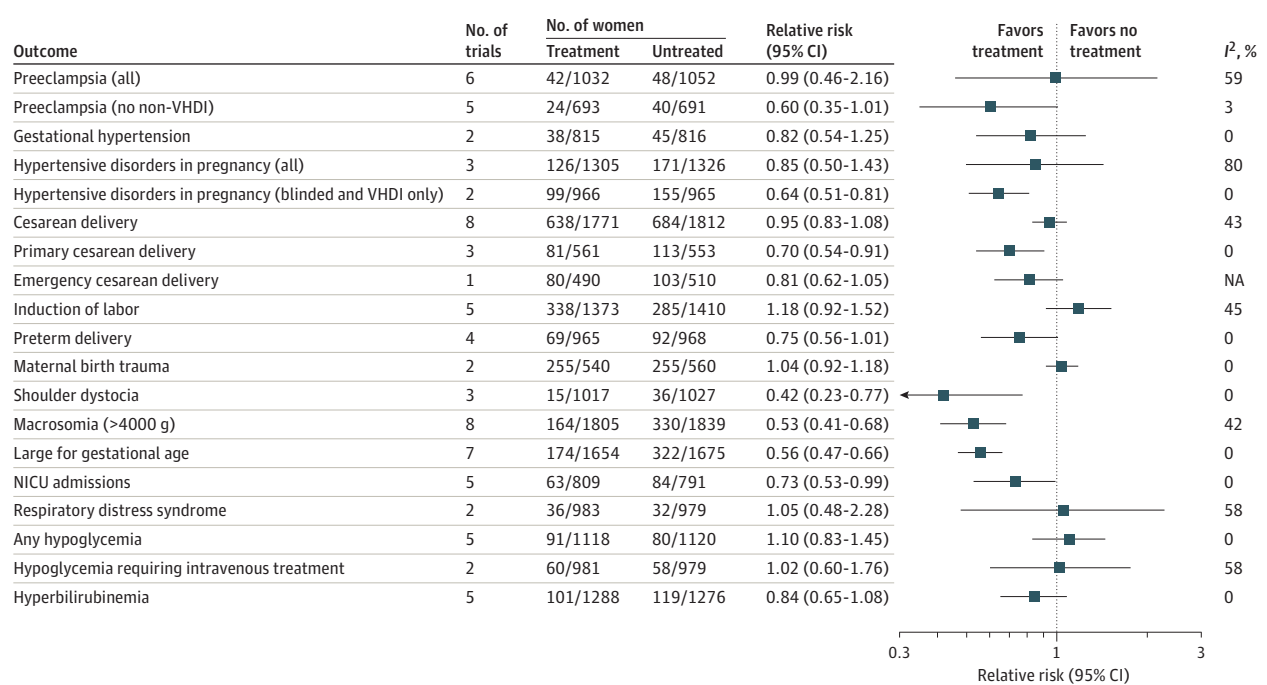 No. of No. of women Relative risk Favors Favors no
Outcome trials Treatment Untreated (95% CI) treatment treatment I², %
Preeclampsia (all) 6 42/1032 48/1052 0.99 (0.46-2.16) 59
Preeclampsia (no non-VHDI) 5 24/693 40/691 0.60 (0.35-1.01) 3
Gestational hypertension 2 38/815 45/816 0.82 (0.54-1.25) 0
Hypertensive disorders in pregnancy (all) 3 126/1305 171/1326 0.85 (0.50-1.43) 80
Hypertensive disorders in pregnancy (blinded and VHDI only) 2 99/966 155/965 0.64 (0.51-0.81) 0
Cesarean delivery 8 638/1771 684/1812 0.95 (0.83-1.08) 43
Primary cesarean delivery 3 81/561 113/553 0.70 (0.54-0.91) 0
Emergency cesarean delivery 1 80/490 103/510 0.81 (0.62-1.05) NA
Induction of labor 5 338/1373 285/1410 1.18 (0.92-1.52) 45
Preterm delivery 4 69/965 92/968 0.75 (0.56-1.01) 0
Maternal birth trauma 2 255/540 255/560 1.04 (0.92-1.18) 0
Shoulder dystocia 3 15/1017 36/1027 0.42 (0.23-0.77) 0
Macrosomia (>4000 g) 8 164/1805 330/1839 0.53 (0.41-0.68) 42
Large for gestational age 7 174/1654 322/1675 0.56 (0.47-0.66) 0
NICU admissions 5 63/809 84/791 0.73 (0.53-0.99) 0
Respiratory distress syndrome 2 36/983 32/979 1.05 (0.48-2.28) 58
Any hypoglycemia 5 91/1118 80/1120 1.10 (0.83-1.45) 0
Hypoglycemia requiring intravenous treatment 2 60/981 58/979 1.02 (0.60-1.76) 58
Hyperbilirubinemia 5 101/1288 119/1276 0.84 (0.65-1.08) 0
0.3 1 3
Relative risk (95% CI)